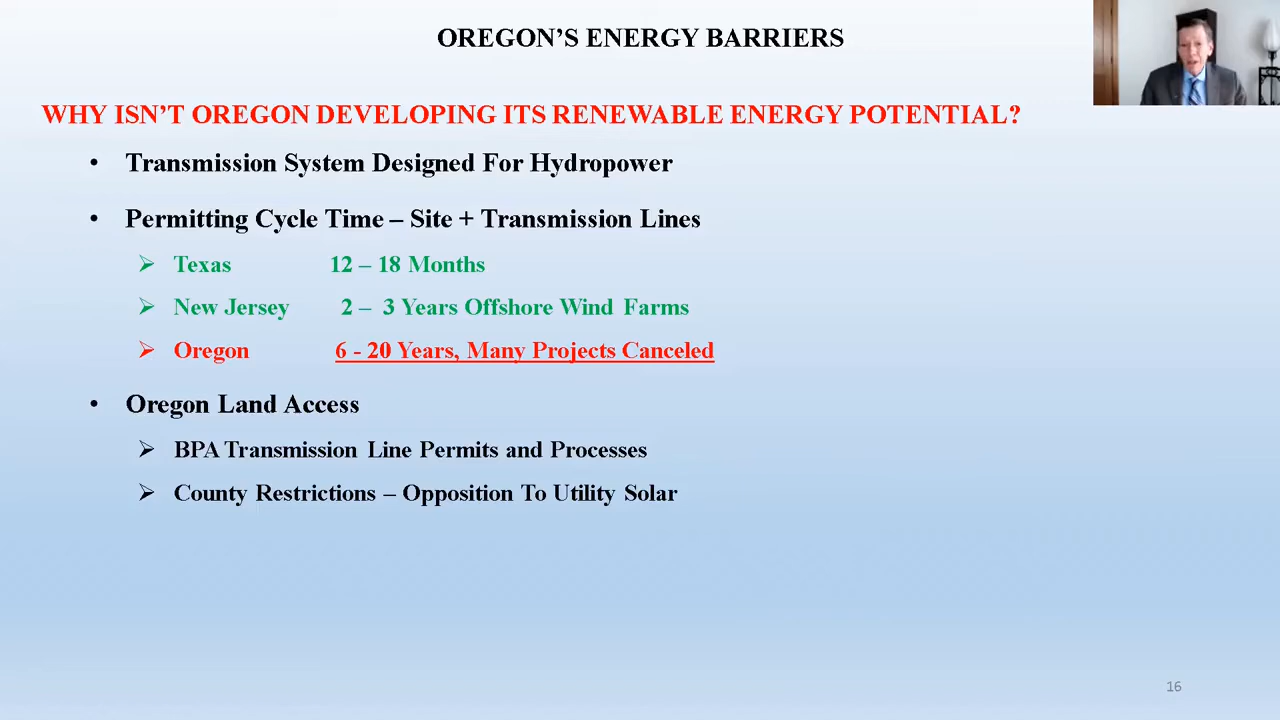 OREGON’S ENERGY BARRIERS
WHY ISN’T OREGON DEVELOPING ITS RENEWABLE ENERGY POTENTIAL?
• Transmission System Designed For Hydropower
• Permitting Cycle Time – Site + Transmission Lines
➢ Texas 12 – 18 Months
➢ New Jersey 2 – 3 Years Offshore Wind Farms
➢ Oregon 6 - 20 Years, Many Projects Canceled
• Oregon Land Access
➢ BPA Transmission Line Permits and Processes
➢ County Restrictions – Opposition To Utility Solar
16